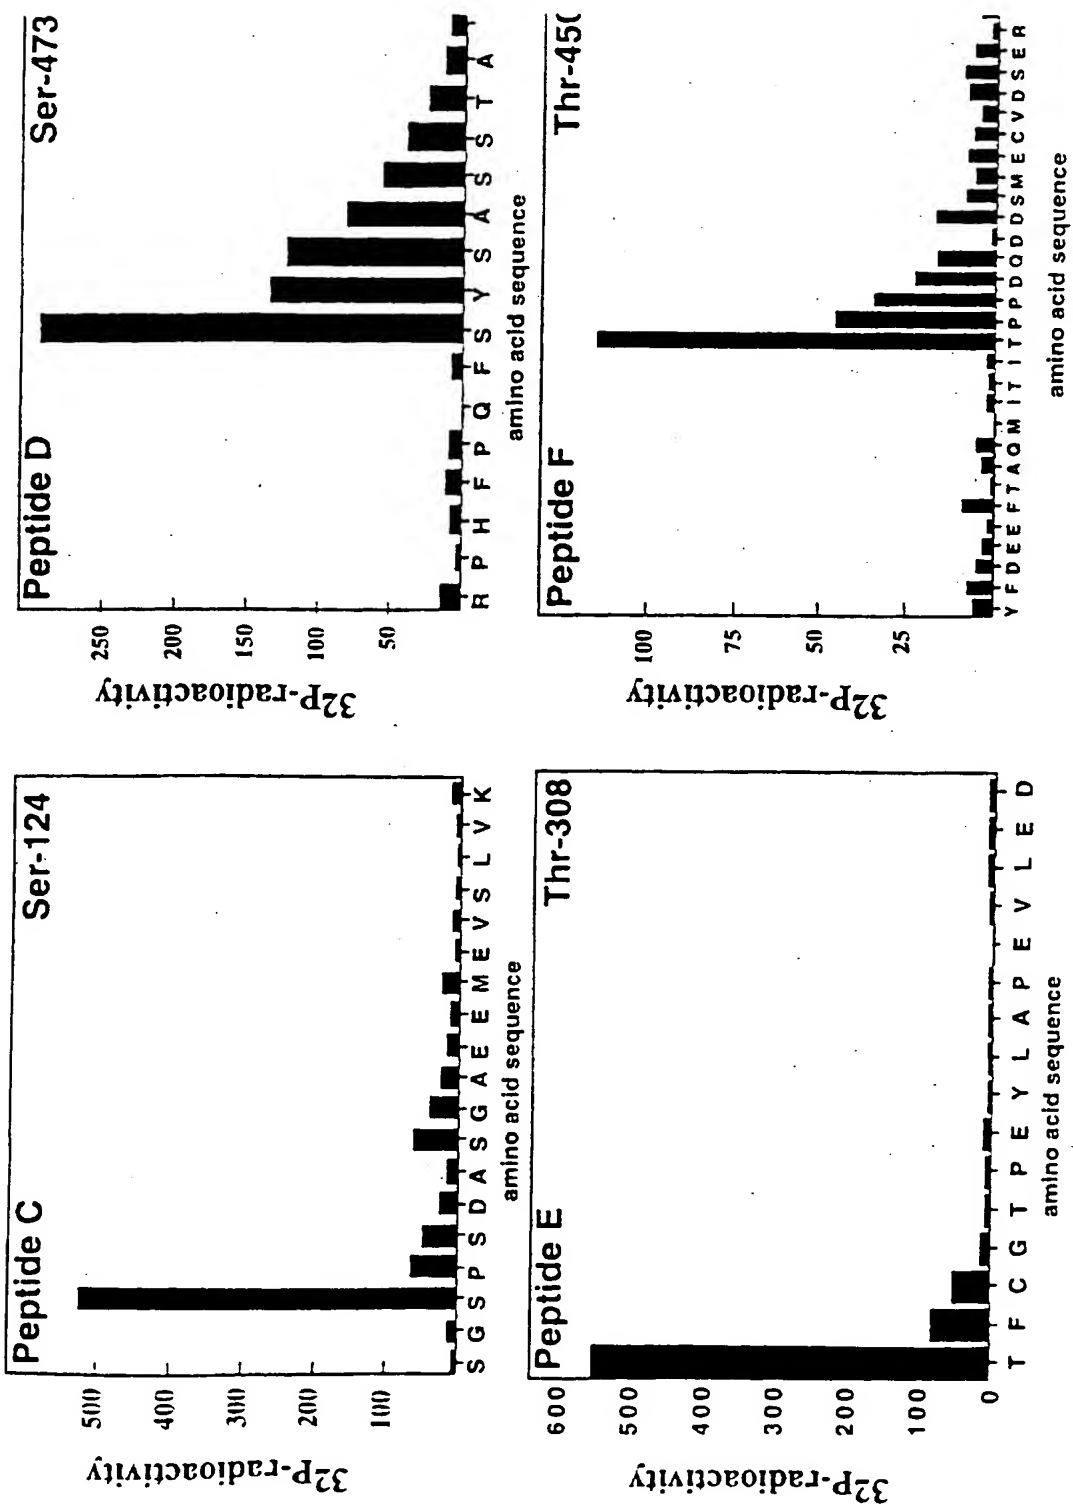 Peptide C
Ser-124
32P-radioactivity
500
400
300
200
100
S G S P S D A S G A E E M E V S L V K
amino acid sequence
Peptide D
Ser-473
32P-radioactivity
250
200
150
100
50
R P H F P Q F S Y S A S S T A
amino acid sequence
Peptide E
Thr-308
32P-radioactivity
600
500
400
300
200
100
0
T F C G T P E Y L A P E V L E D
amino acid sequence
Peptide F
Thr-45
32P-radioactivity
100
75
50
25
Y F D E E F T A Q M I T I T P P D Q D D S M E C V D S E R
amino acid sequence